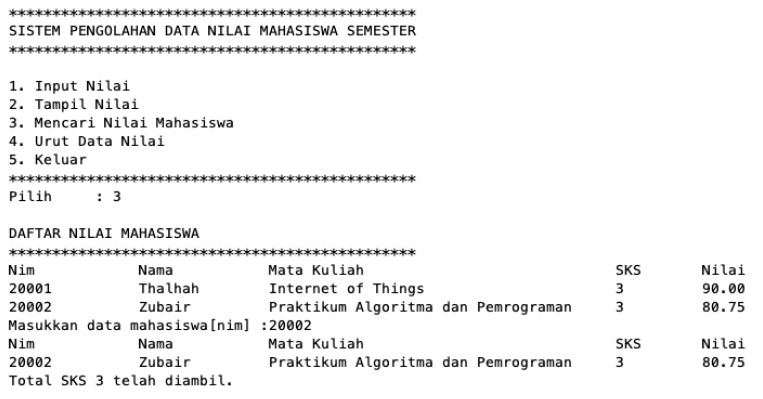 ***********************************************
SISTEM PENGOLAHAN DATA NILAI MAHASISWA SEMESTER
***********************************************
1. Input Nilai
2. Tampil Nilai
3. Mencari Nilai Mahasiswa
4. Urut Data Nilai
5. Keluar
***********************************************
Pilih     : 3
DAFTAR NILAI MAHASISWA
***********************************************
Nim            Nama           Mata Kuliah                             SKS       Nilai
20001          Thalhah        Internet of Things                      3         90.00
20002          Zubair         Praktikum Algoritma dan Pemrograman     3         80.75
Masukkan data mahasiswa[nim] :20002
Nim            Nama           Mata Kuliah                             SKS       Nilai
20002          Zubair         Praktikum Algoritma dan Pemrograman     3         80.75
Total SKS 3 telah diambil.